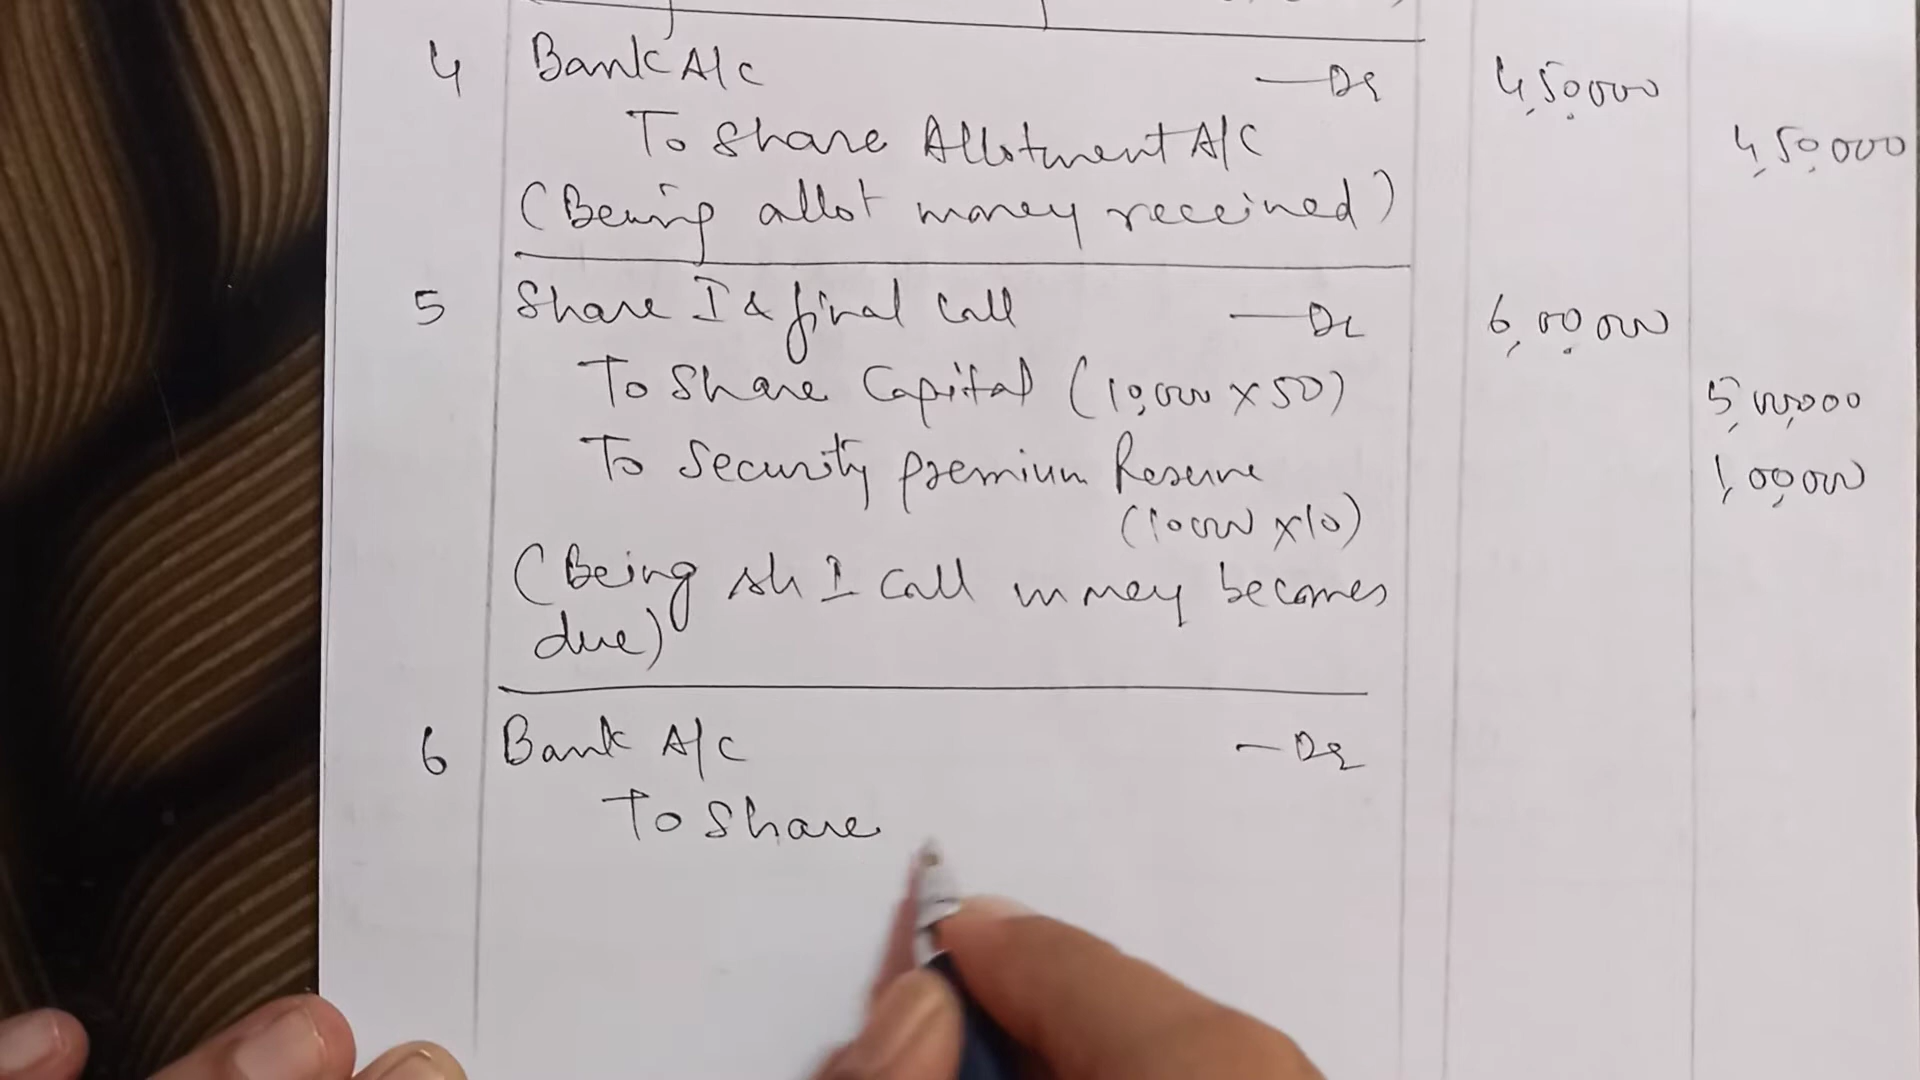 4 Bank A/c —Dr 4,50,000
To Share Allotment A/c 4,50,000
(Being allot money received)
5 Share I & final Call —Dr 6,00,000
To Share Capital (10,000 x 50) 5,00,000
To Security premium Reserve 1,00,000
(10000 x 10)
(Being sh I Call money becomes
due)
6 Bank A/c —Dr
To Share